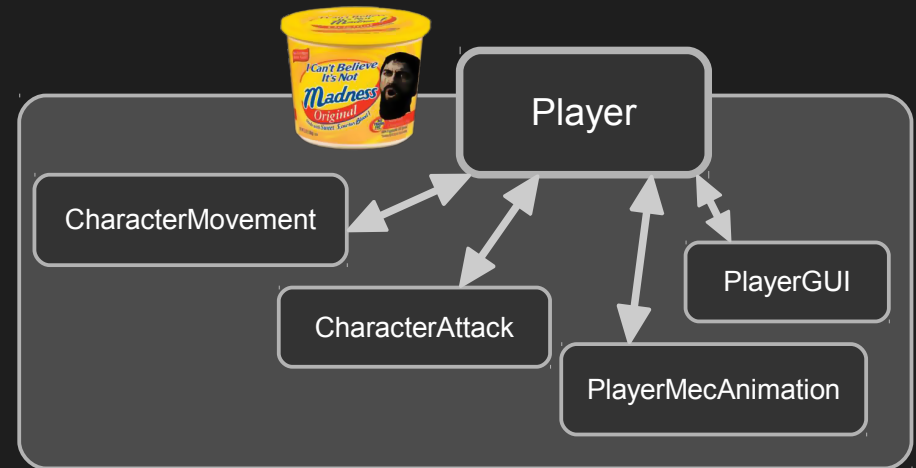 I Can't Believe
It's Not
Madness
Original
Player
CharacterMovement
PlayerGUI
CharacterAttack
PlayerMecAnimation